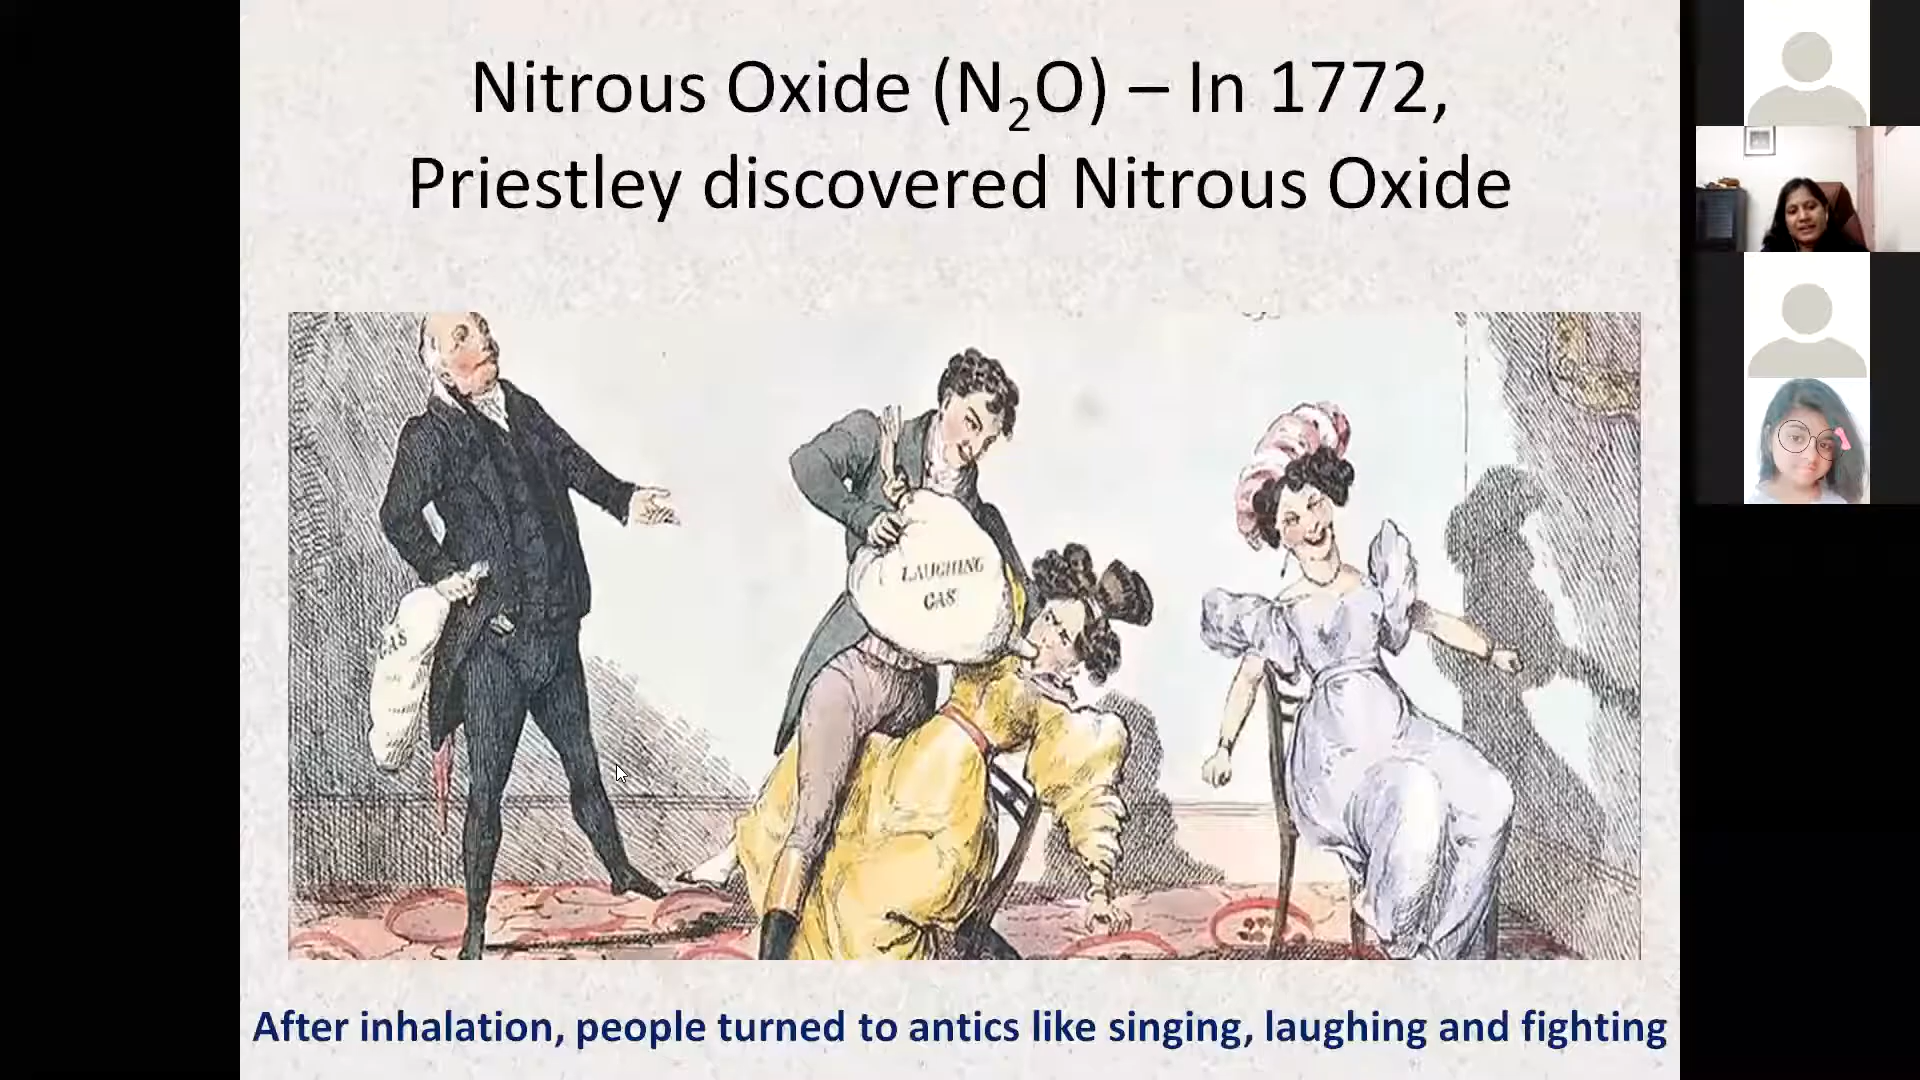 Nitrous Oxide (N₂O) – In 1772,
Priestley discovered Nitrous Oxide
LAUGHING
GAS
GAS
After inhalation, people turned to antics like singing, laughing and fighting